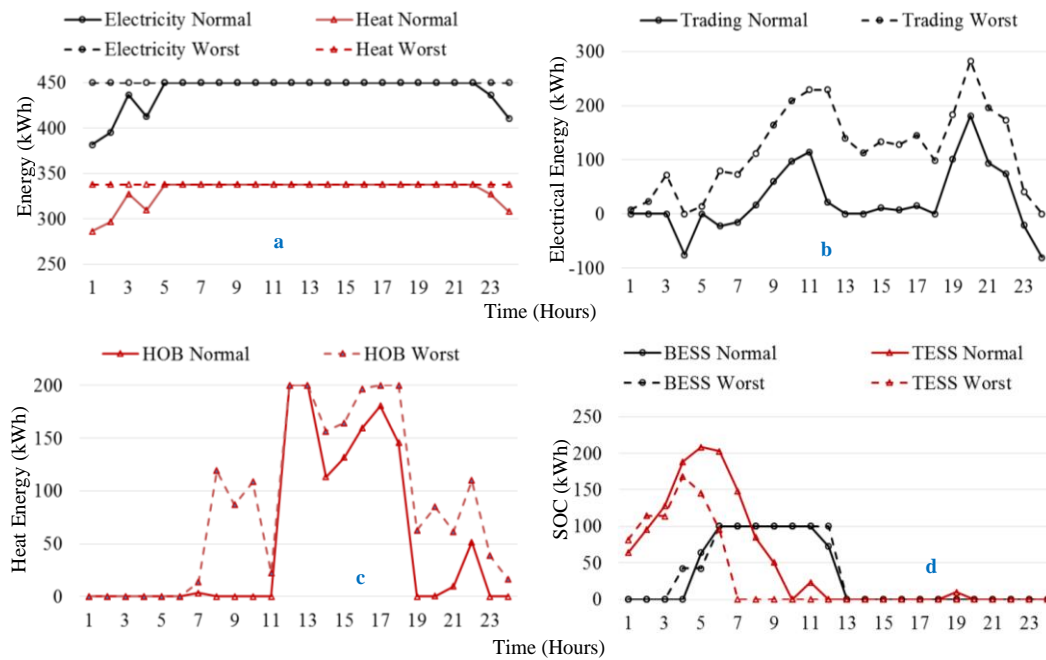 Electricity Normal Heat Normal
Electricity Worst Heat Worst
Energy (kWh)
450
400
350
300
250
a
1 3 5 7 9 11 13 15 17 19 21 23
Trading Normal Trading Worst
Electrical Energy (kWh)
300
200
100
0
-100
b
1 3 5 7 9 11 13 15 17 19 21 23
Time (Hours)
HOB Normal HOB Worst
Heat Energy (kWh)
200
150
100
50
0
c
1 3 5 7 9 11 13 15 17 19 21 23
BESS Normal TESS Normal
BESS Worst TESS Worst
SOC (kWh)
250
200
150
100
50
0
d
1 3 5 7 9 11 13 15 17 19 21 23
Time (Hours)